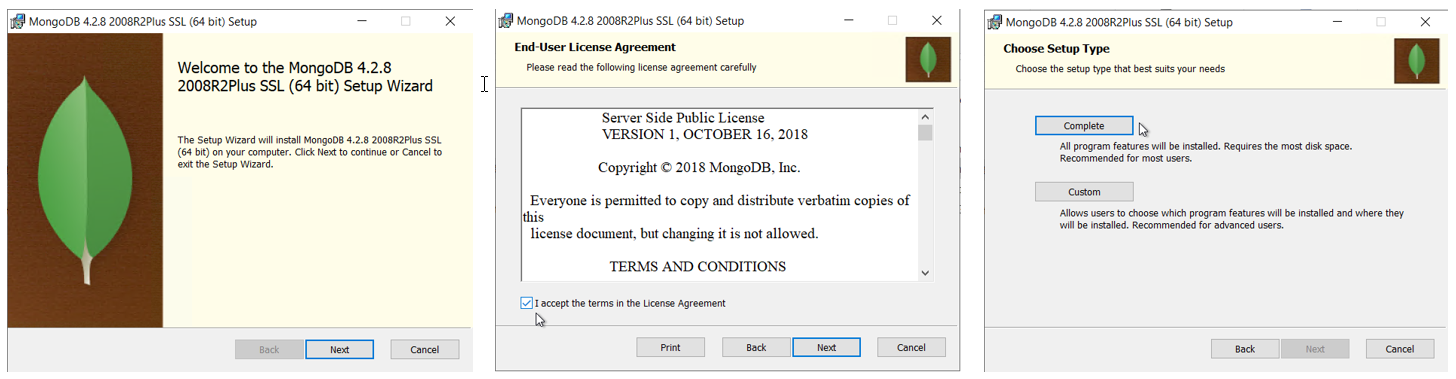 MongoDB 4.2.8 2008R2Plus SSL (64 bit) Setup
Welcome to the MongoDB 4.2.8
2008R2Plus SSL (64 bit) Setup Wizard
The Setup Wizard will install MongoDB 4.2.8 2008R2Plus SSL
(64 bit) on your computer. Click Next to continue or Cancel to
exit the Setup Wizard.
Back
Next
Cancel
MongoDB 4.2.8 2008R2Plus SSL (64 bit) Setup
End-User License Agreement
Please read the following license agreement carefully
Server Side Public License
VERSION 1, OCTOBER 16, 2018
Copyright © 2018 MongoDB, Inc.
Everyone is permitted to copy and distribute verbatim copies of
this
license document, but changing it is not allowed.
TERMS AND CONDITIONS
I accept the terms in the License Agreement
Print
Back
Next
Cancel
MongoDB 4.2.8 2008R2Plus SSL (64 bit) Setup
Choose Setup Type
Choose the setup type that best suits your needs
Complete
All program features will be installed. Requires the most disk space.
Recommended for most users.
Custom
Allows users to choose which program features will be installed and where they
will be installed. Recommended for advanced users.
Back
Next
Cancel